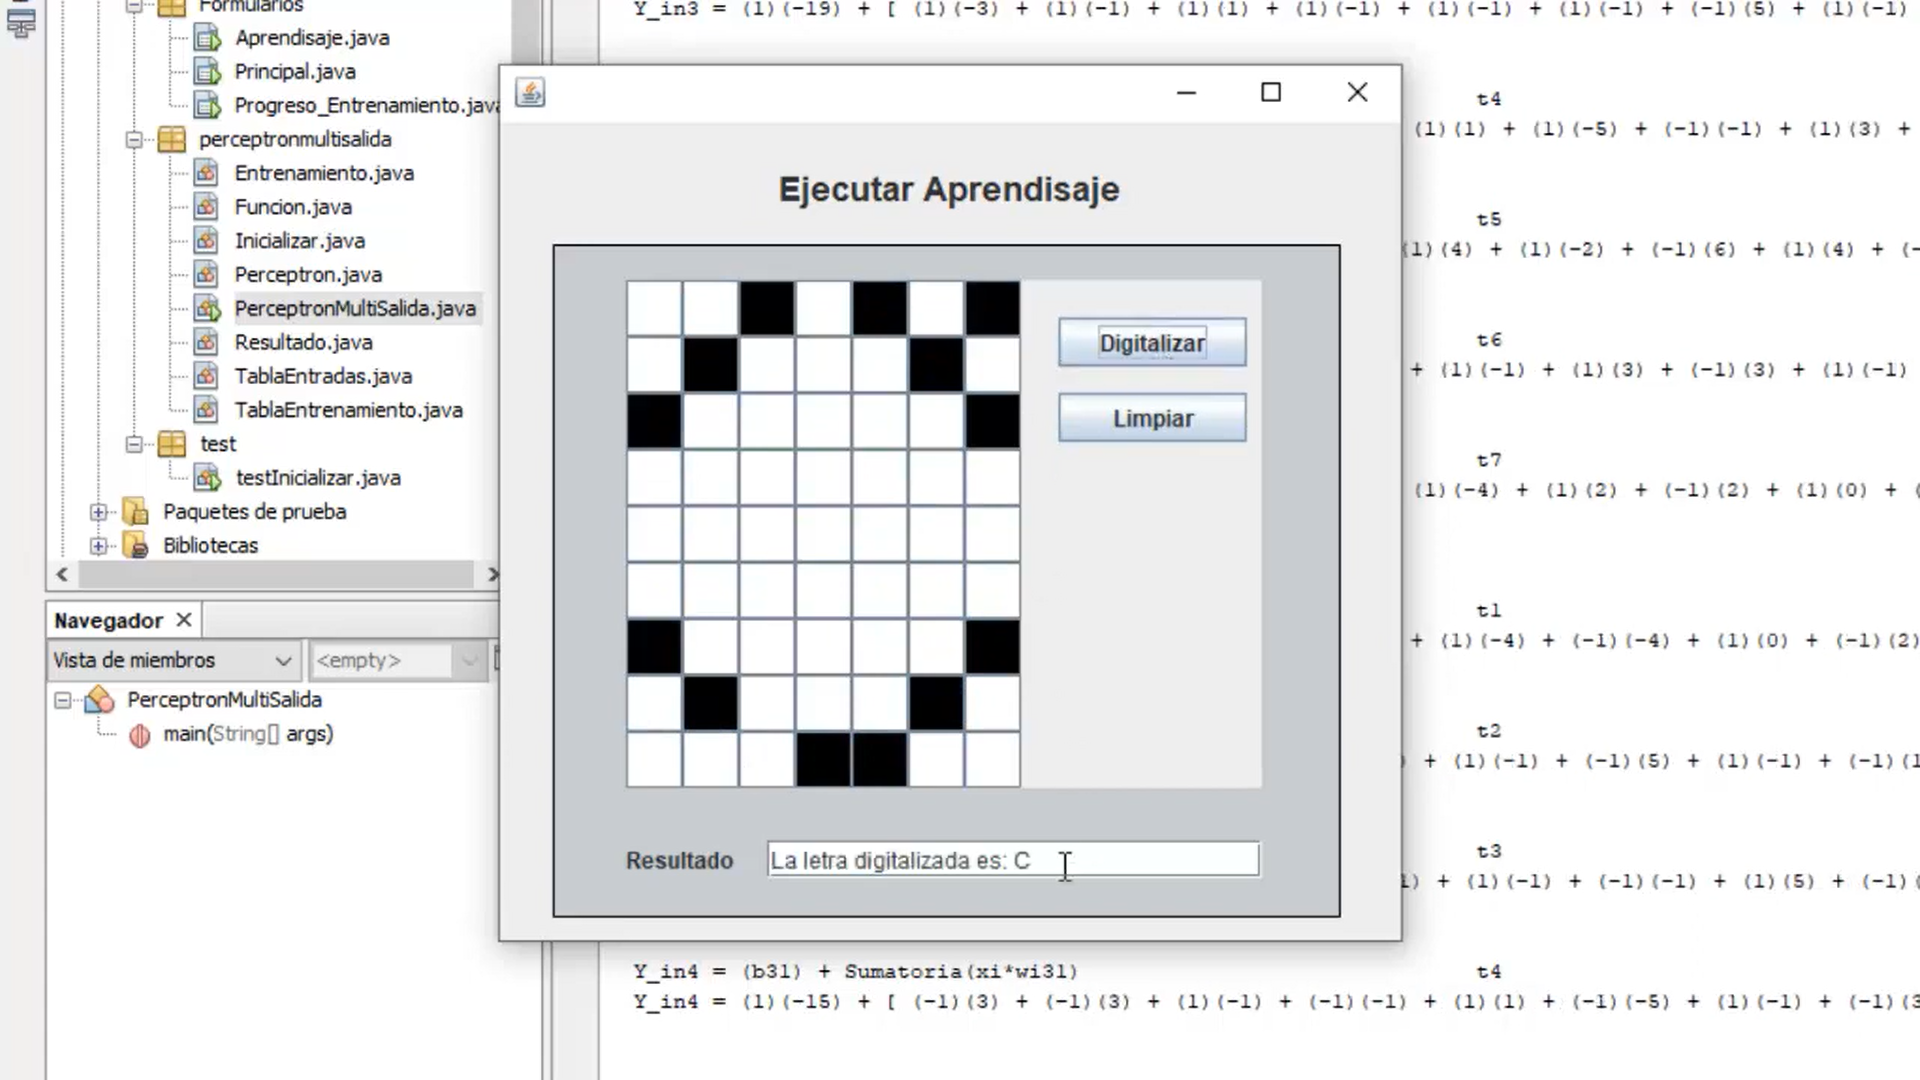 Formularios
Aprendisaje.java
Principal.java
Progreso_Entrenamiento.java
perceptronmultisalida
Entrenamiento.java
Funcion.java
Inicializar.java
Perceptron.java
PerceptronMultiSalida.java
Resultado.java
TablaEntradas.java
TablaEntrenamiento.java
test
testInicializar.java
Paquetes de prueba
Bibliotecas
Navegador
Vista de miembros
<empty>
PerceptronMultiSalida
main(String[] args)
Y_in3 = (1)(-19) + [ (1)(-3) + (1)(-1) + (1)(1) + (1)(-1) + (1)(-1) + (1)(-1) + (-1)(5) + (1)(-1)
t4
(1)(1) + (1)(-5) + (-1)(-1) + (1)(3) +
t5
(1)(4) + (1)(-2) + (-1)(6) + (1)(4) + (-
t6
+ (1)(-1) + (1)(3) + (-1)(3) + (1)(-1)
t7
(1)(-4) + (1)(2) + (-1)(2) + (1)(0) + (
t1
+ (1)(-4) + (-1)(-4) + (1)(0) + (-1)(2)
t2
) + (1)(-1) + (-1)(5) + (1)(-1) + (-1)(1
t3
1) + (1)(-1) + (-1)(-1) + (1)(5) + (-1)(
Y_in4 = (b31) + Sumatoria(xi*wi31) t4
Y_in4 = (1)(-15) + [ (-1)(3) + (-1)(3) + (1)(-1) + (-1)(-1) + (1)(1) + (-1)(-5) + (1)(-1) + (-1)(3
Ejecutar Aprendisaje
Digitalizar
Limpiar
Resultado
La letra digitalizada es: C